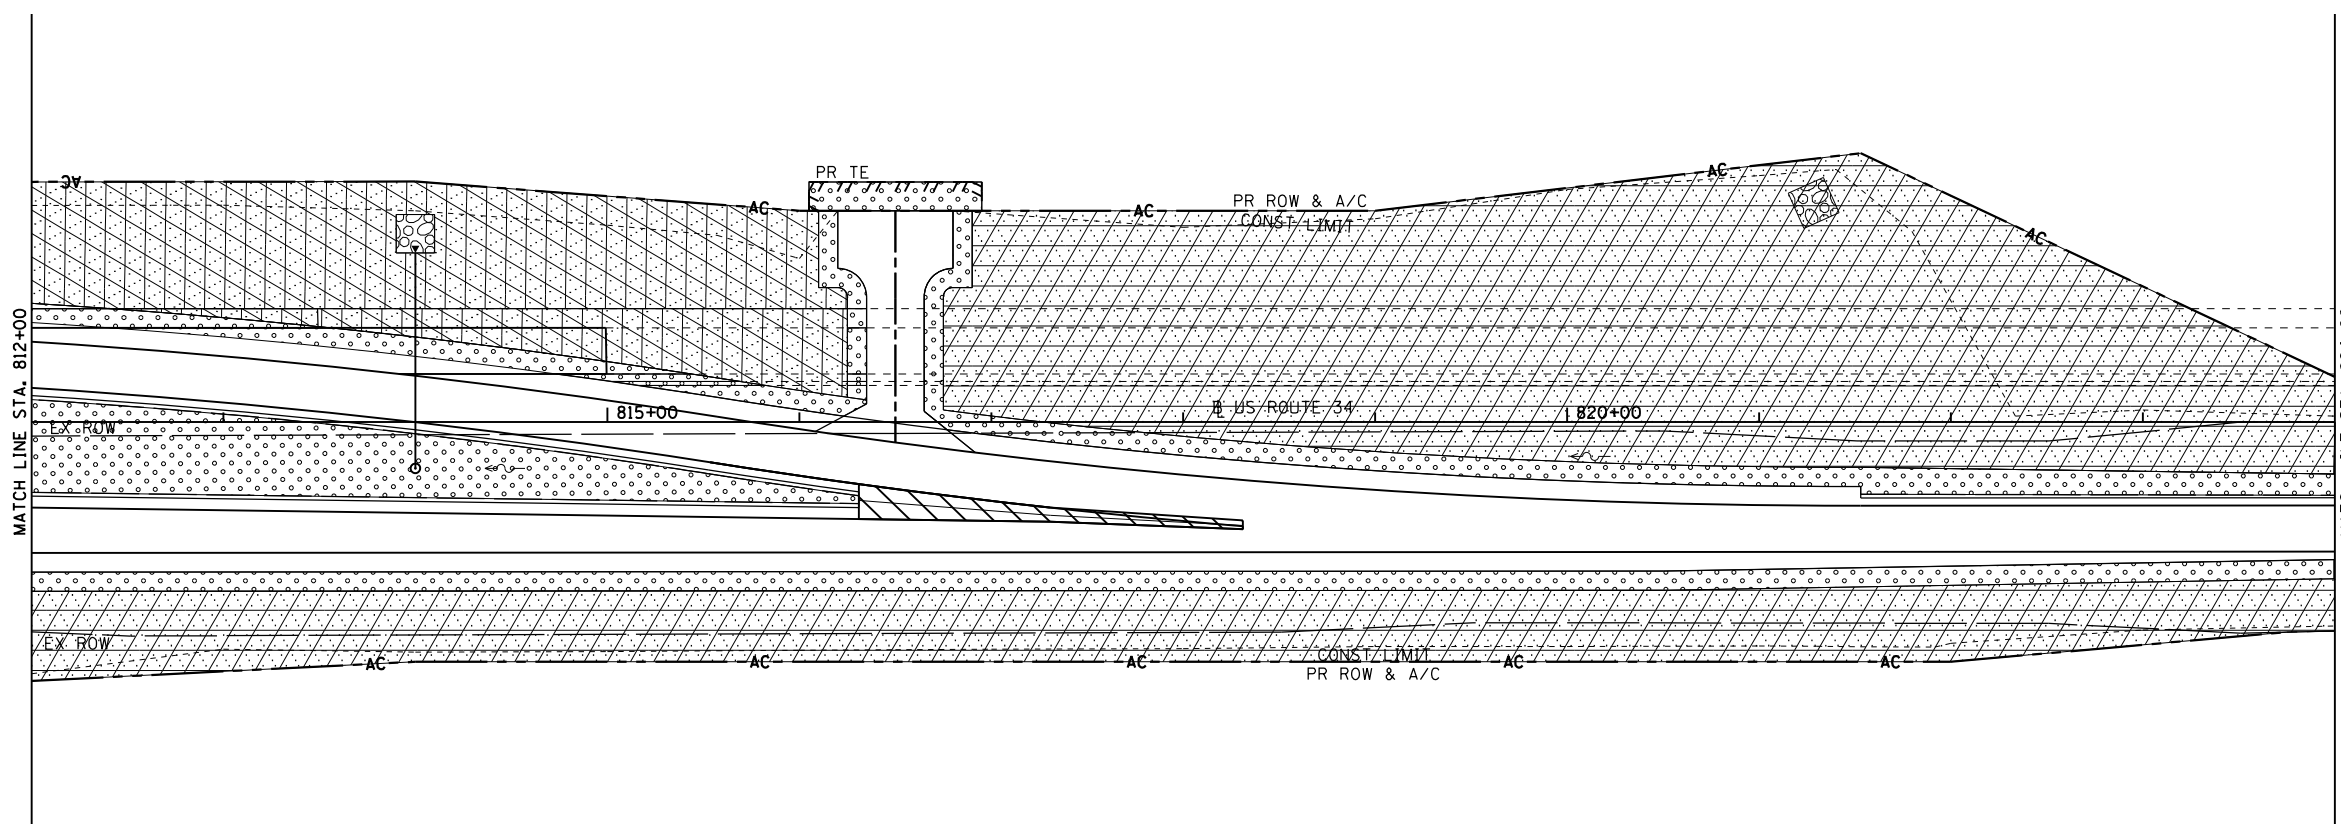 AC
PR TE
AC
AC
PR ROW & A/C
CONST LIMIT
AC
AC
MATCH LINE STA. 812+00
EX ROW
815+00
℄ US ROUTE 34
820+00
EX ROW
AC
AC
AC
CONST LIMIT
PR ROW & A/C
AC
AC